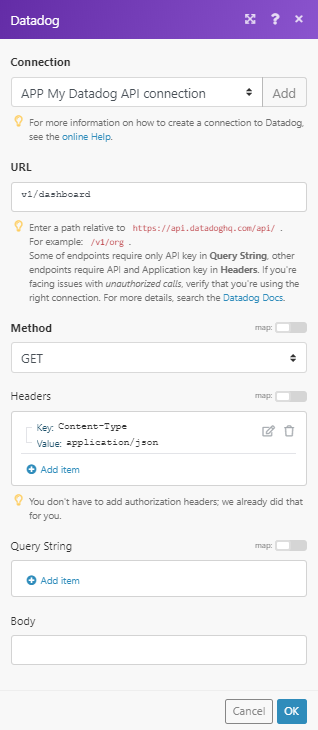 Datadog
Connection
APP My Datadog API connection
Add
For more information on how to create a connection to Datadog,
see the online Help.
URL
v1/dashboard
Enter a path relative to https://api.datadoghq.com/api/ .
For example: /v1/org .
Some of endpoints require only API key in Query String, other
endpoints require API and Application key in Headers. If you're
facing issues with unauthorized calls, verify that you're using the
right connection. For more details, search the Datadog Docs.
Method map:
GET
Headers map:
Key: Content-Type
Value: application/json
Add item
You don't have to add authorization headers; we already did that
for you.
Query String map:
Add item
Body
Cancel OK